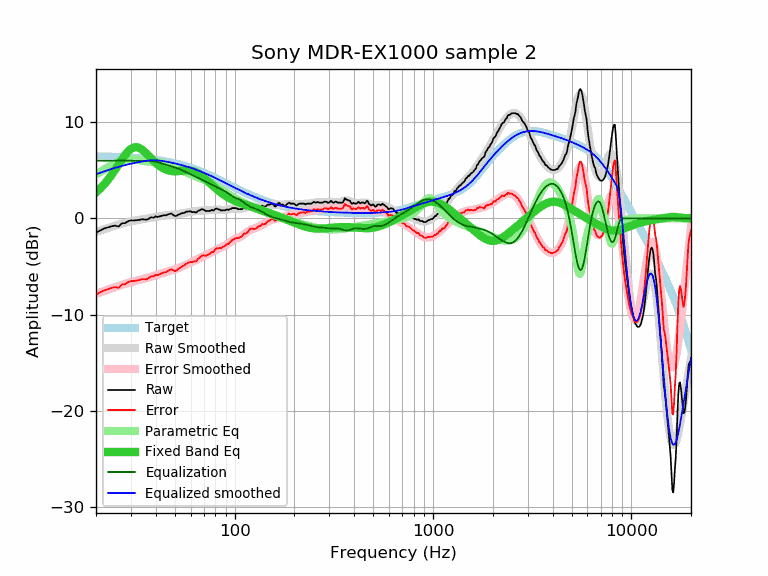 Sony MDR-EX1000 sample 2
10
0
−10
−20
−30
Amplitude (dBr)
Target
Raw Smoothed
Error Smoothed
Raw
Error
Parametric Eq
Fixed Band Eq
Equalization
Equalized smoothed
100
1000
10000
Frequency (Hz)